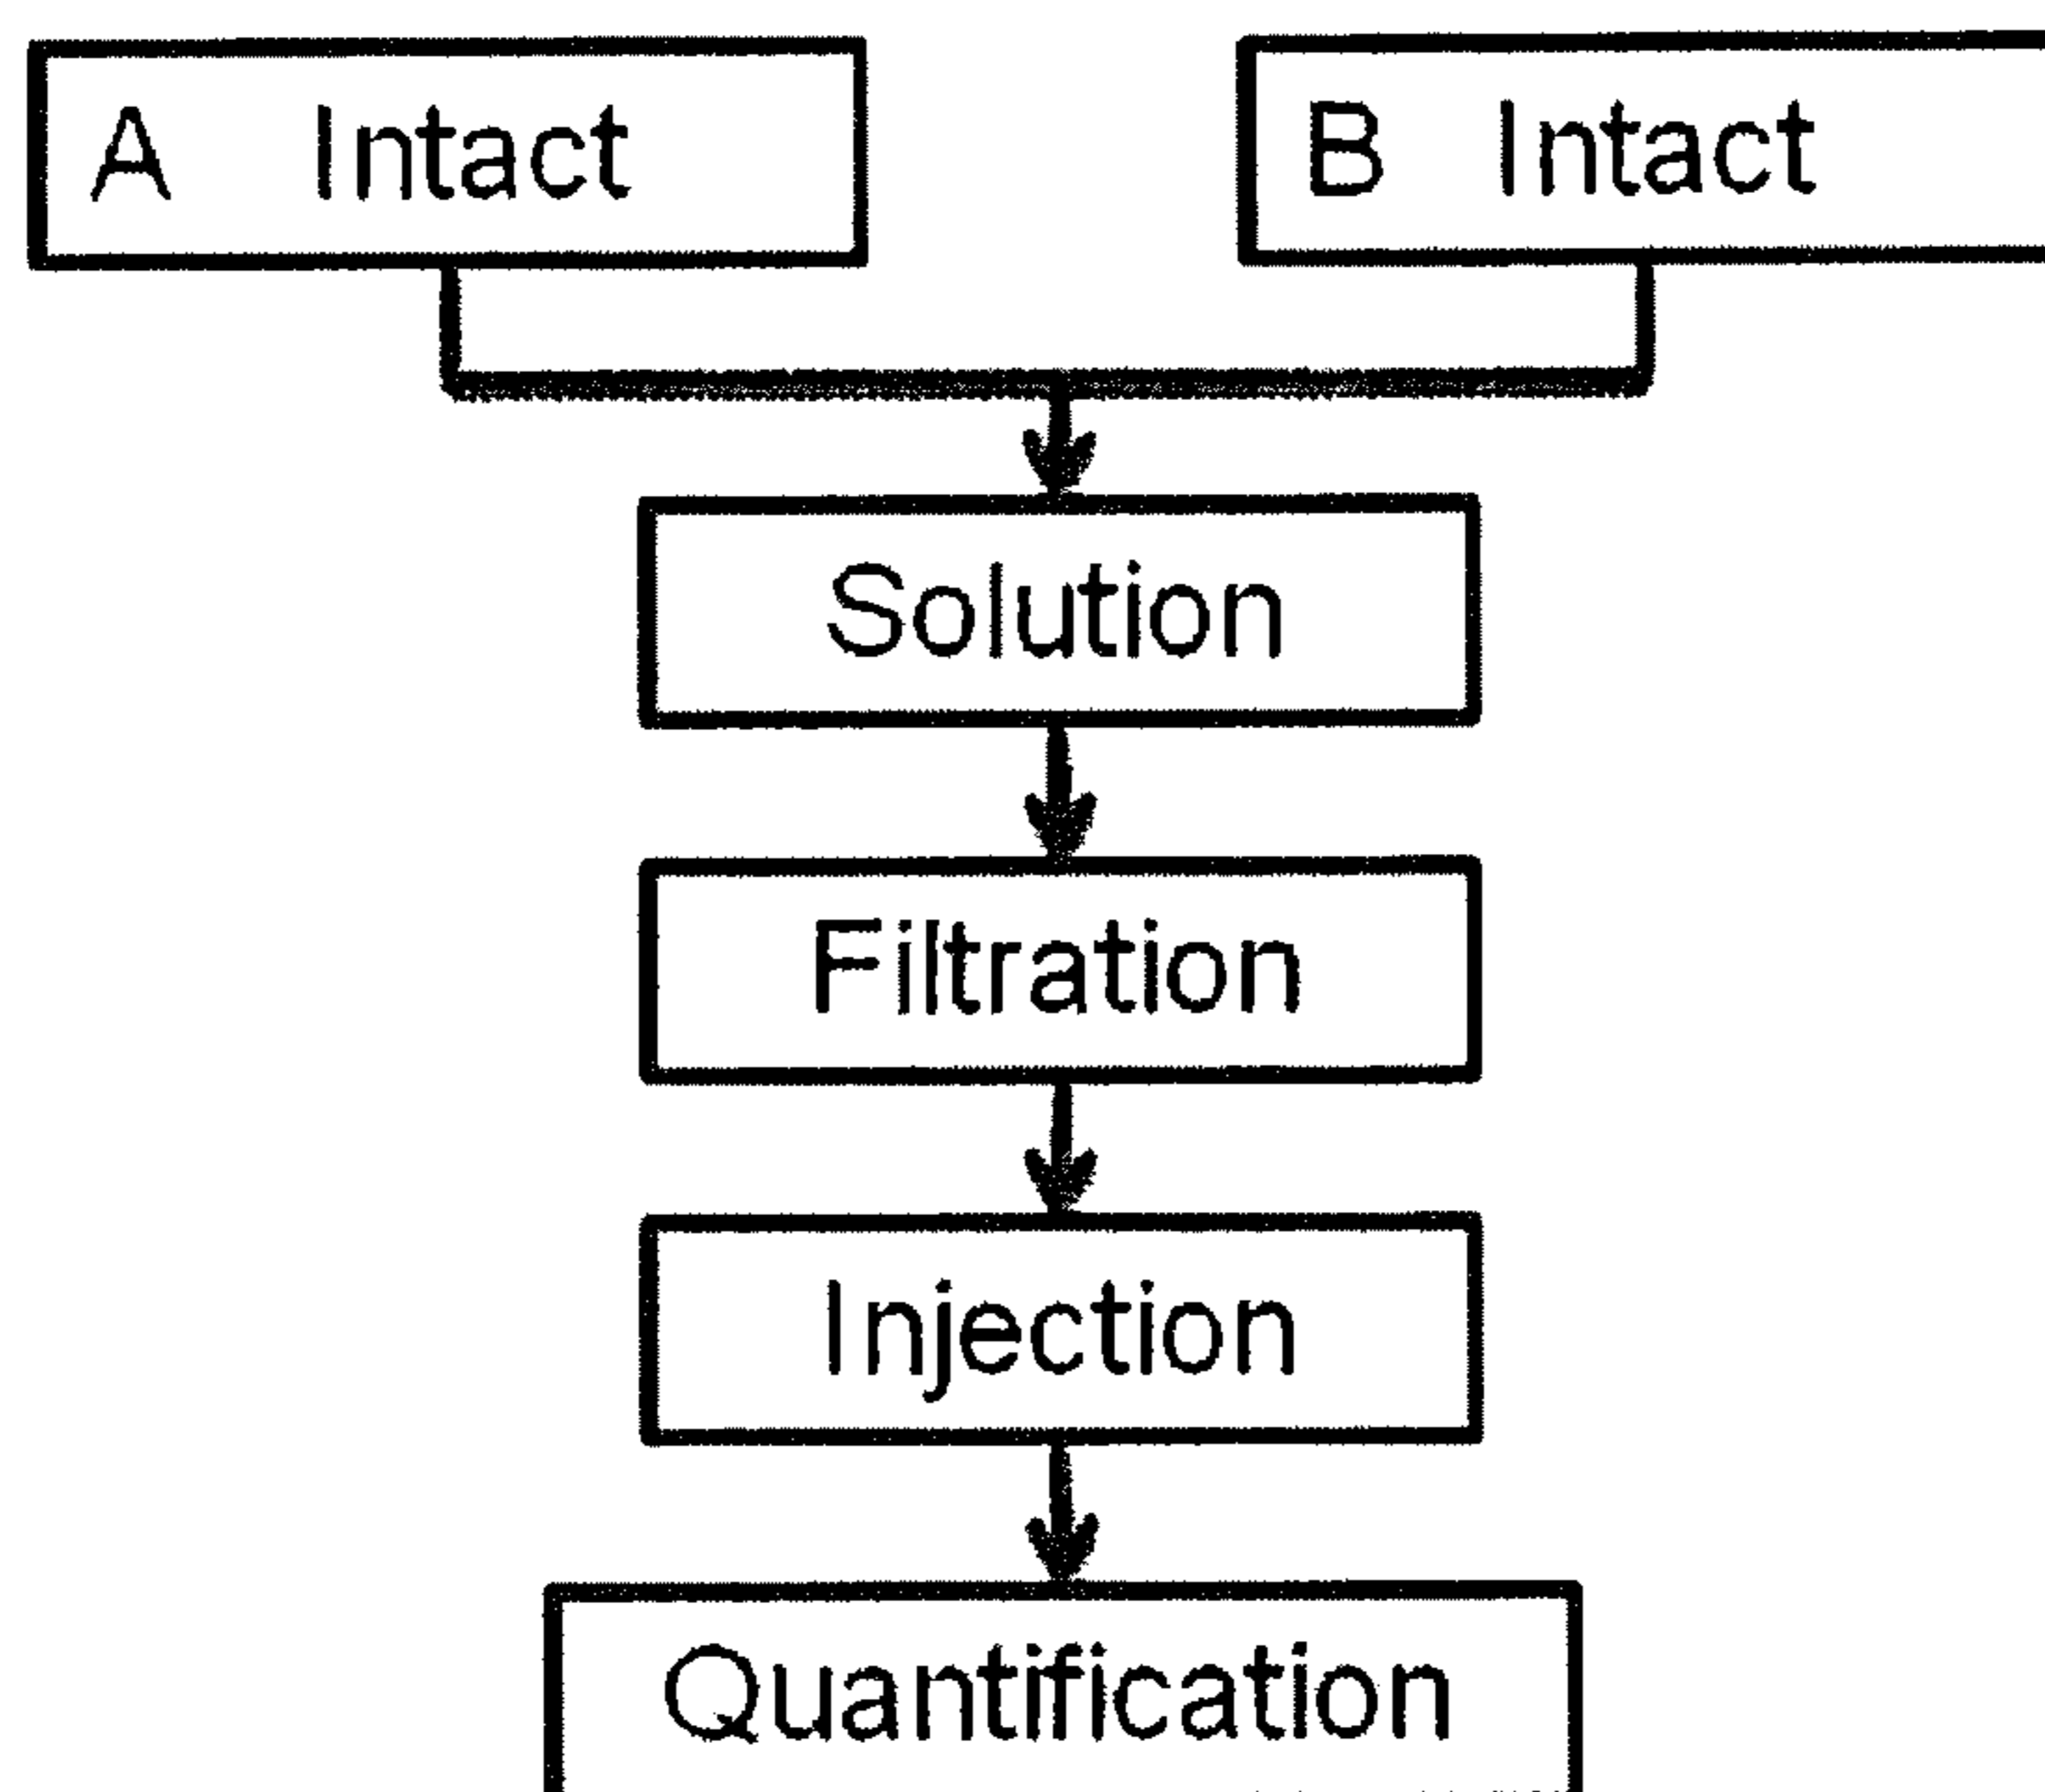 A Intact
B Intact
Solution
Filtration
Injection
Quantification